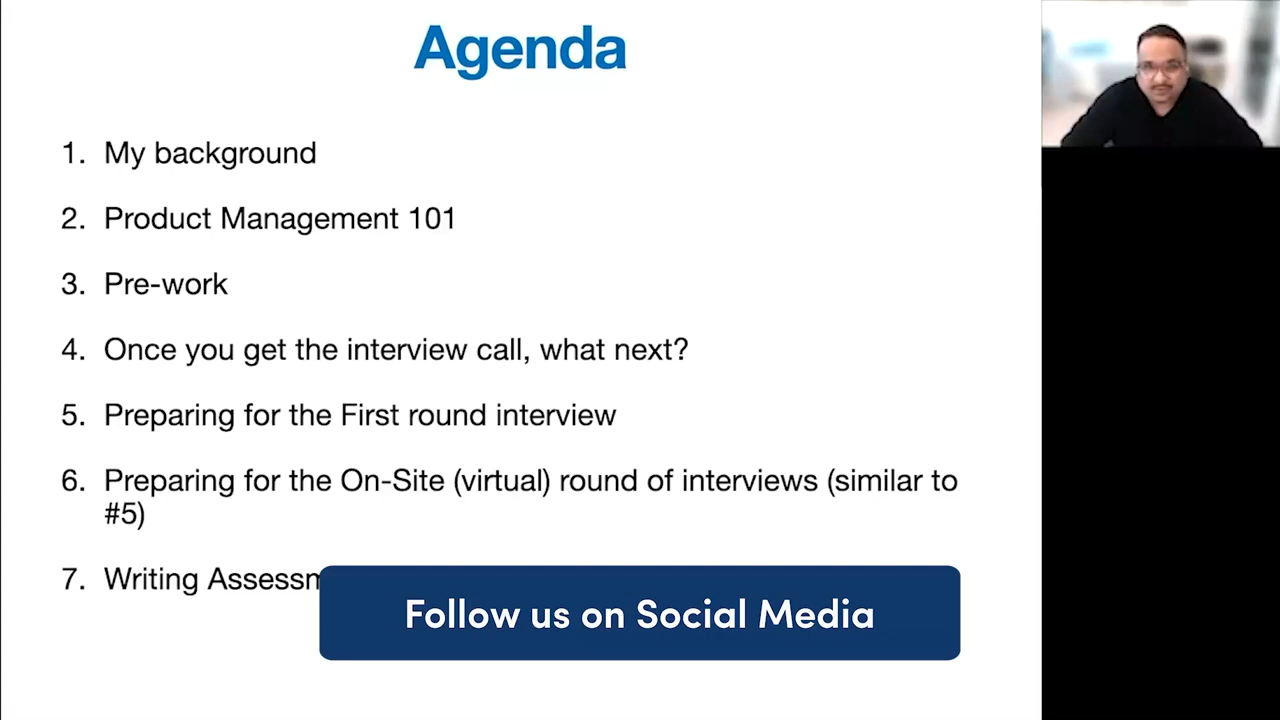 Agenda
1. My background
2. Product Management 101
3. Pre-work
4. Once you get the interview call, what next?
5. Preparing for the First round interview
6. Preparing for the On-Site (virtual) round of interviews (similar to
#5)
7. Writing
Follow us on Social Media